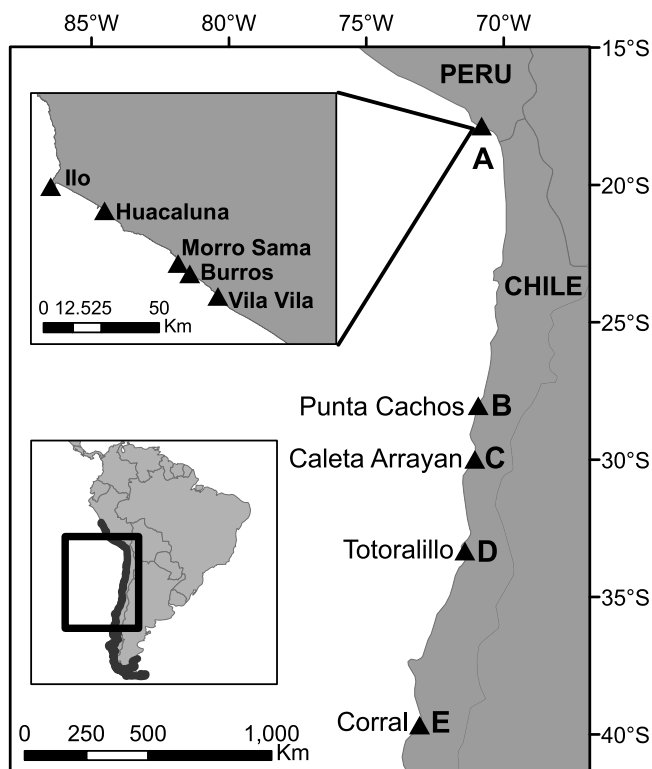 85°W 80°W 75°W 70°W
15°S
PERU
A
Ilo
Huacaluna
Morro Sama
Burros
Vila Vila
0 12.525 50
Km
20°S
CHILE
25°S
Punta Cachos B
Caleta Arrayan C
30°S
Totoralillo D
35°S
Corral E
40°S
0 250 500 1,000
Km